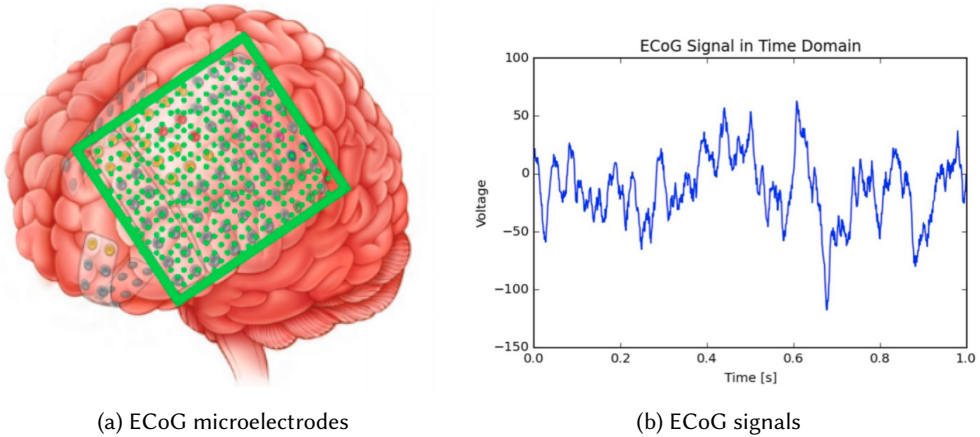 ECoG Signal in Time Domain
100
50
0
−50
−100
−150
Voltage
0.0 0.2 0.4 0.6 0.8 1.0
Time [s]
(a) ECoG microelectrodes
(b) ECoG signals